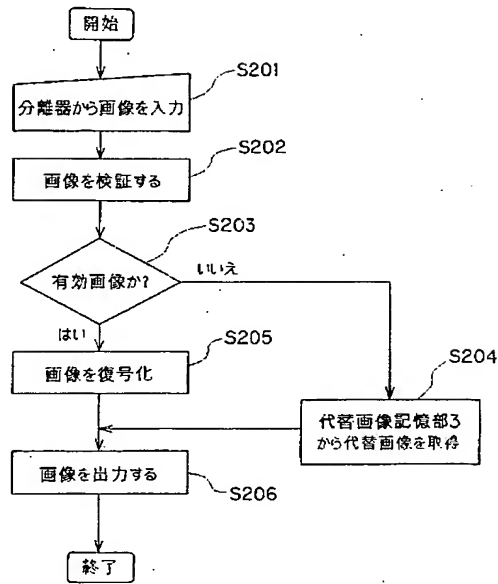 開始
S201
分離器から画像を入力
S202
画像を検証する
S203
有効画像か?
いいえ
はい
S205
画像を復号化
S204
代替画像記憶部3
から代替画像を取得
画像を出力する
S206
終了